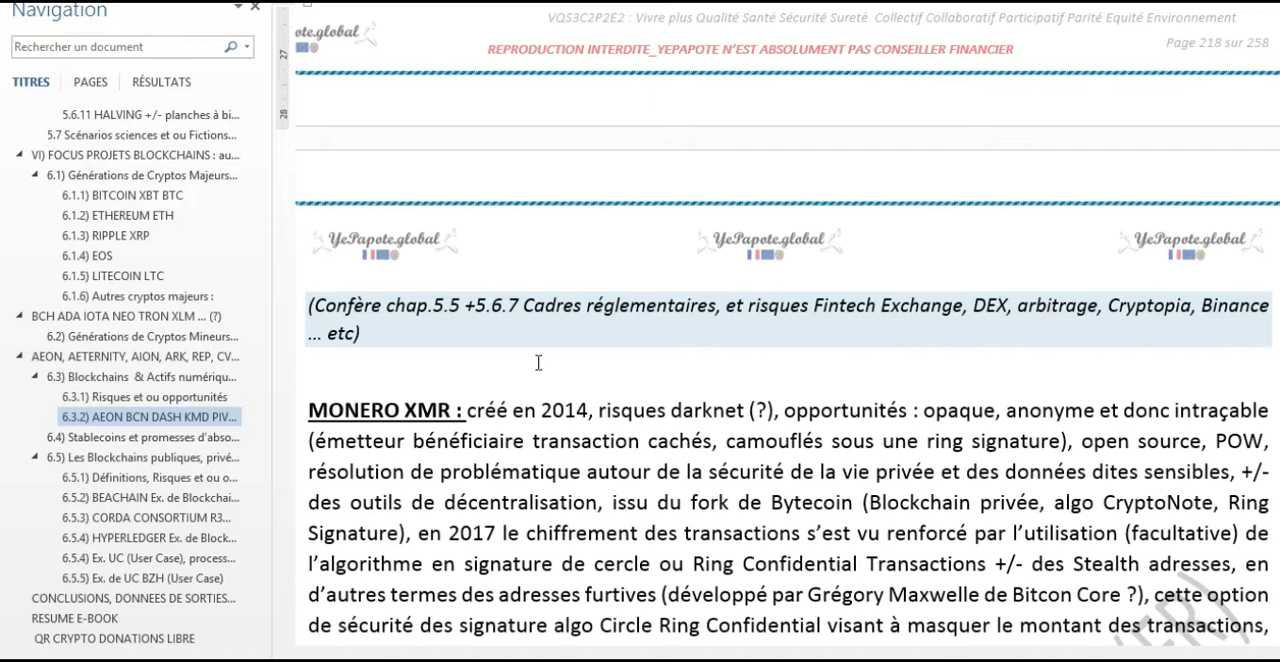 Navigation
Rechercher un document
TITRES PAGES RÉSULTATS
5.6.11 HALVING +/- planches à bi...
5.7 Scénarios sciences et ou Fictions...
VI) FOCUS PROJETS BLOCKCHAINS : au...
6.1) Générations de Cryptos Majeurs...
6.1.1) BITCOIN XBT BTC
6.1.2) ETHEREUM ETH
6.1.3) RIPPLE XRP
6.1.4) EOS
6.1.5) LITECOIN LTC
6.1.6) Autres cryptos majeurs :
BCH ADA IOTA NEO TRON XLM ... (?)
6.2) Générations de Cryptos Mineurs...
AEON, AETERNITY, AION, ARK, REP, CV...
6.3) Blockchains & Actifs numériqu...
6.3.1) Risques et ou opportunités
6.3.2) AEON BCN DASH KMD PIV...
6.4) Stablecoins et promesses d'abso...
6.5) Les Blockchains publiques, privé...
6.5.1) Définitions, Risques et ou o...
6.5.2) BEACHAIN Ex. de Blockchai...
6.5.3) CORDA CONSORTIUM R3...
6.5.4) HYPERLEDGER Ex. de Block...
6.5.4) Ex. UC (User Case), process...
6.5.5) Ex. de UC BZH (User Case)
CONCLUSIONS, DONNEES DE SORTIES...
RESUME E-BOOK
QR CRYPTO DONATIONS LIBRE
27
28
ote.global
VQS3C2P2E2 : Vivre plus Qualité Santé Sécurité Sureté Collectif Collaboratif Participatif Parité Equité Environnement
Page 218 sur 258
REPRODUCTION INTERDITE_YEPAPOTE N'EST ABSOLUMENT PAS CONSEILLER FINANCIER
YePapote.global YePapote.global YePapote.global
(Confère chap.5.5 +5.6.7 Cadres réglementaires, et risques Fintech Exchange, DEX, arbitrage, Cryptopia, Binance
... etc)
MONERO XMR : créé en 2014, risques darknet (?), opportunités : opaque, anonyme et donc intraçable
(émetteur bénéficiaire transaction cachés, camouflés sous une ring signature), open source, POW,
résolution de problématique autour de la sécurité de la vie privée et des données dites sensibles, +/-
des outils de décentralisation, issu du fork de Bytecoin (Blockchain privée, algo CryptoNote, Ring
Signature), en 2017 le chiffrement des transactions s'est vu renforcé par l'utilisation (facultative) de
l'algorithme en signature de cercle ou Ring Confidential Transactions +/- des Stealth adresses, en
d'autres termes des adresses furtives (développé par Grégory Maxwelle de Bitcon Core ?), cette option
de sécurité des signature algo Circle Ring Confidential visant à masquer le montant des transactions,